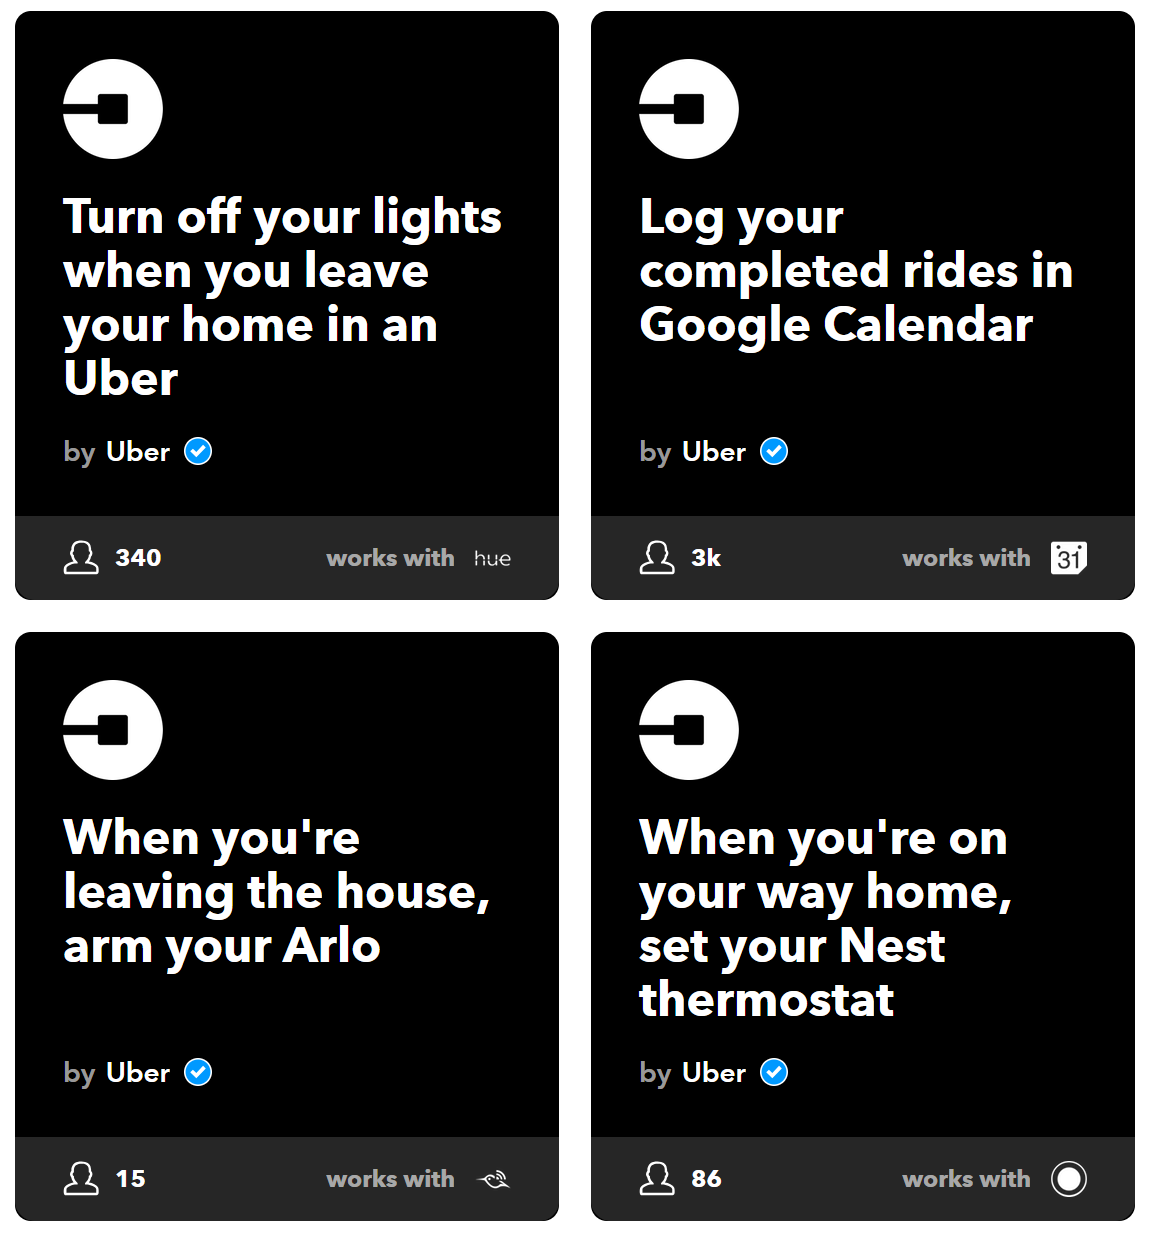 Turn off your lights
when you leave
your home in an
Uber
by Uber
340 works with hue
Log your
completed rides in
Google Calendar
by Uber
3k works with 31
When you're
leaving the house,
arm your Arlo
by Uber
15 works with
When you're on
your way home,
set your Nest
thermostat
by Uber
86 works with